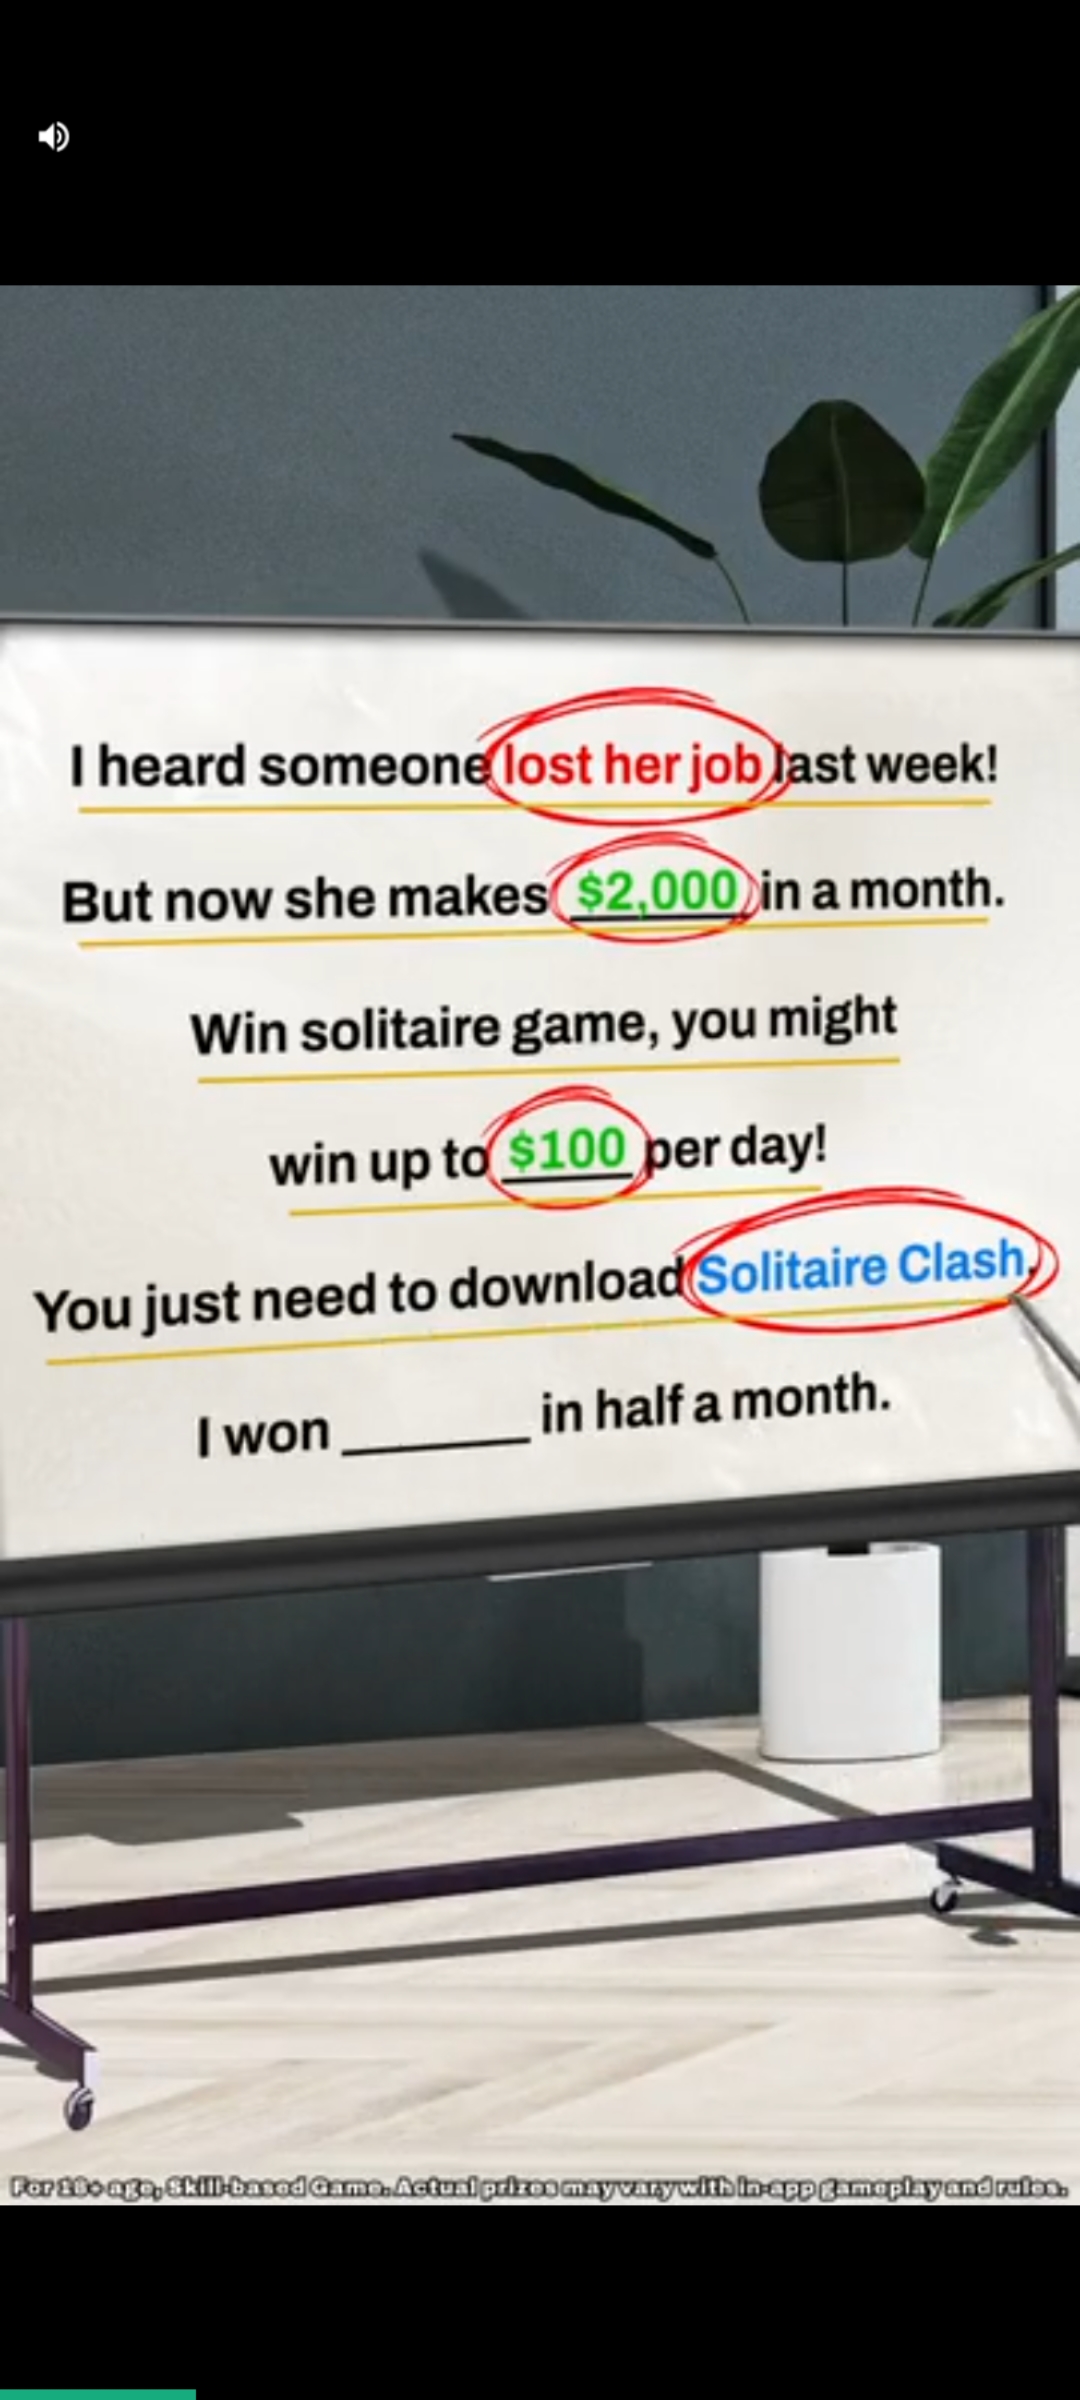 I heard someone lost her job last week!
But now she makes $2,000 in a month.
Win solitaire game, you might
win up to $100 per day!
You just need to download Solitaire Clash.
I won ______ in half a month.
For 18+ age, Skill-based Game. Actual prizes may vary with in-app gameplay and rules.